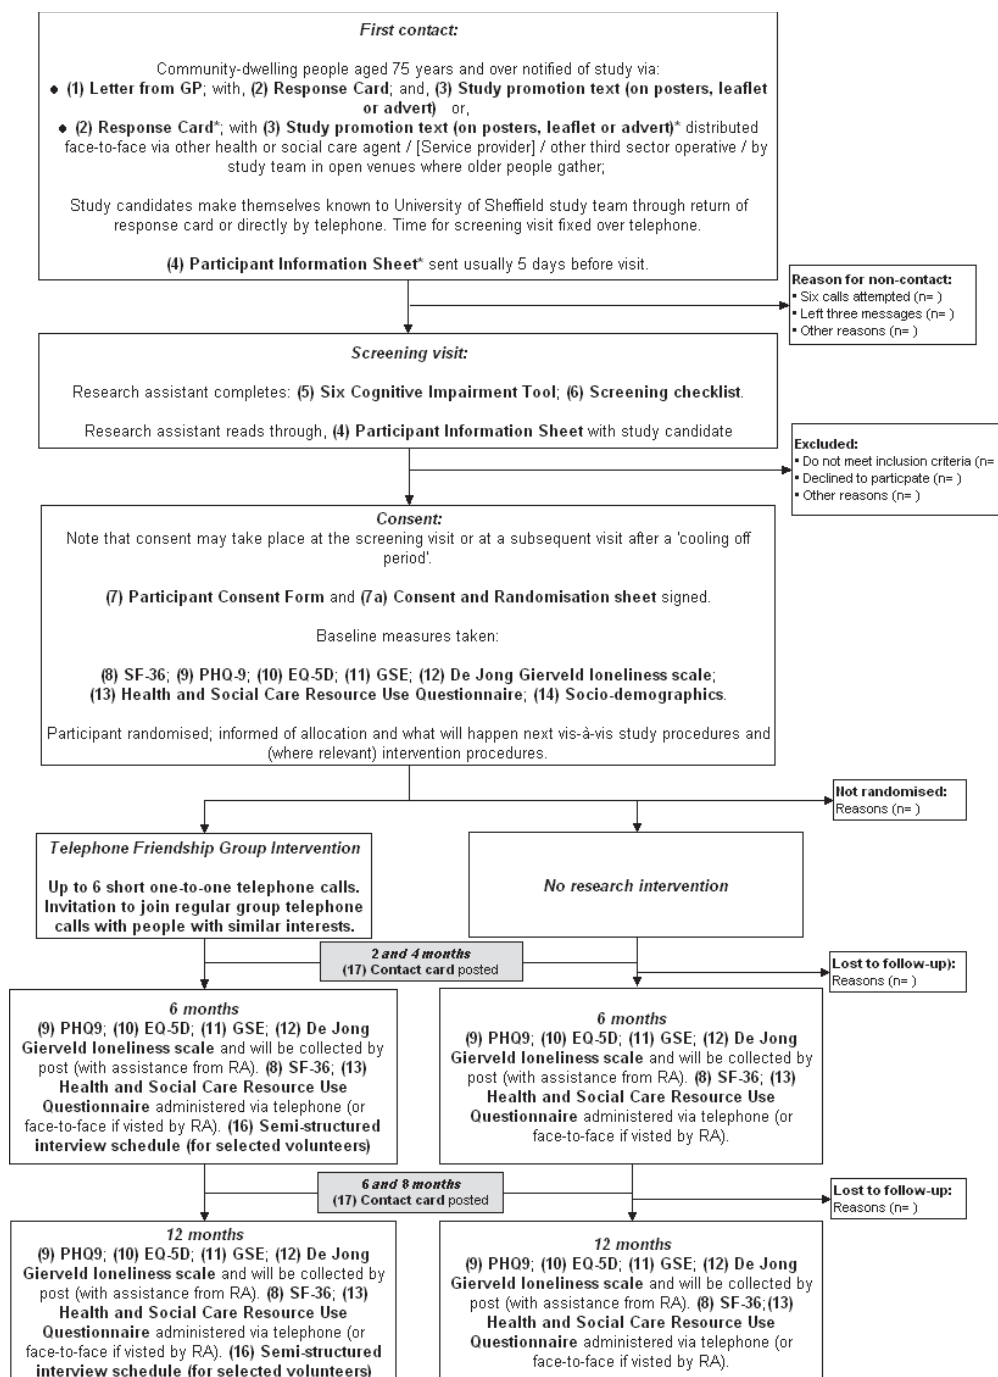 First contact:
Community-dwelling people aged 75 years and over notified of study via:
● (1) Letter from GP; with, (2) Response Card; and, (3) Study promotion text (on posters, leaflet
or advert) or,
● (2) Response Card*; with (3) Study promotion text (on posters, leaflet or advert)* distributed
face-to-face via other health or social care agent / [Service provider] / other third sector operative / by
study team in open venues where older people gather;
Study candidates make themselves known to University of Sheffield study team through return of
response card or directly by telephone. Time for screening visit fixed over telephone.
(4) Participant Information Sheet* sent usually 5 days before visit.
Reason for non-contact:
▪ Six calls attempted (n= )
▪ Left three messages (n= )
▪ Other reasons (n= )
Screening visit:
Research assistant completes: (5) Six Cognitive Impairment Tool; (6) Screening checklist.
Research assistant reads through, (4) Participant Information Sheet with study candidate
Excluded:
▪ Do not meet inclusion criteria (n=
▪ Declined to particpate (n= )
▪ Other reasons (n= )
Consent:
Note that consent may take place at the screening visit or at a subsequent visit after a 'cooling off
period'.
(7) Participant Consent Form and (7a) Consent and Randomisation sheet signed.
Baseline measures taken:
(8) SF-36; (9) PHQ-9; (10) EQ-5D; (11) GSE; (12) De Jong Gierveld loneliness scale;
(13) Health and Social Care Resource Use Questionnaire; (14) Socio-demographics.
Participant randomised; informed of allocation and what will happen next vis-à-vis study procedures and
(where relevant) intervention procedures.
Not randomised:
Reasons (n= )
Telephone Friendship Group Intervention
Up to 6 short one-to-one telephone calls.
Invitation to join regular group telephone
calls with people with similar interests.
No research intervention
2 and 4 months
(17) Contact card posted
Lost to follow-up):
Reasons (n= )
6 months
(9) PHQ9; (10) EQ-5D; (11) GSE; (12) De Jong
Gierveld loneliness scale and will be collected by
post (with assistance from RA). (8) SF-36; (13)
Health and Social Care Resource Use
Questionnaire administered via telephone (or
face-to-face if visted by RA). (16) Semi-structured
interview schedule (for selected volunteers)
6 months
(9) PHQ9; (10) EQ-5D; (11) GSE; (12) De Jong
Gierveld loneliness scale and will be collected by
post (with assistance from RA). (8) SF-36; (13)
Health and Social Care Resource Use
Questionnaire administered via telephone (or
face-to-face if visted by RA).
6 and 8 months
(17) Contact card posted
Lost to follow-up:
Reasons (n= )
12 months
(9) PHQ9; (10) EQ-5D; (11) GSE; (12) De Jong
Gierveld loneliness scale and will be collected by
post (with assistance from RA). (8) SF-36; (13)
Health and Social Care Resource Use
Questionnaire administered via telephone (or
face-to-face if visted by RA). (16) Semi-structured
interview schedule (for selected volunteers)
12 months
(9) PHQ9; (10) EQ-5D; (11) GSE; (12) De Jong
Gierveld loneliness scale and will be collected by
post (with assistance from RA). (8) SF-36;(13)
Health and Social Care Resource Use
Questionnaire administered via telephone (or
face-to-face if visted by RA).